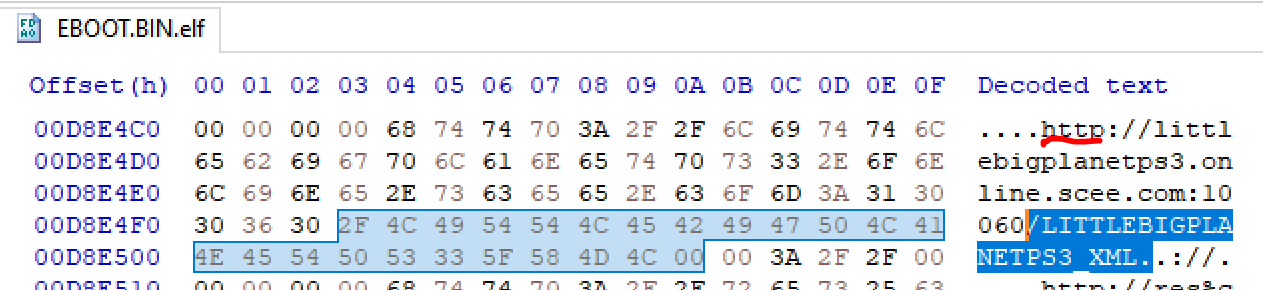 EBOOT.BIN.elf
Offset(h) 00 01 02 03 04 05 06 07 08 09 0A 0B 0C 0D 0E 0F Decoded text
00D8E4C0 00 00 00 00 68 74 74 70 3A 2F 2F 6C 69 74 74 6C ....http://littl
00D8E4D0 65 62 69 67 70 6C 61 6E 65 74 70 73 33 2E 6F 6E ebigplanetps3.on
00D8E4E0 6C 69 6E 65 2E 73 63 65 65 2E 63 6F 6D 3A 31 30 line.scee.com:10
00D8E4F0 30 36 30 2F 4C 49 54 54 4C 45 42 49 47 50 4C 41 060/LITTLEBIGPLA
00D8E500 4E 45 54 50 53 33 5F 58 4D 4C 00 00 3A 2F 2F 00 NETPS3_XML..://.
00D8E510 00 00 00 00 68 74 74 70 3A 2F 2F 72 65 73 25 63 ....http://res%c